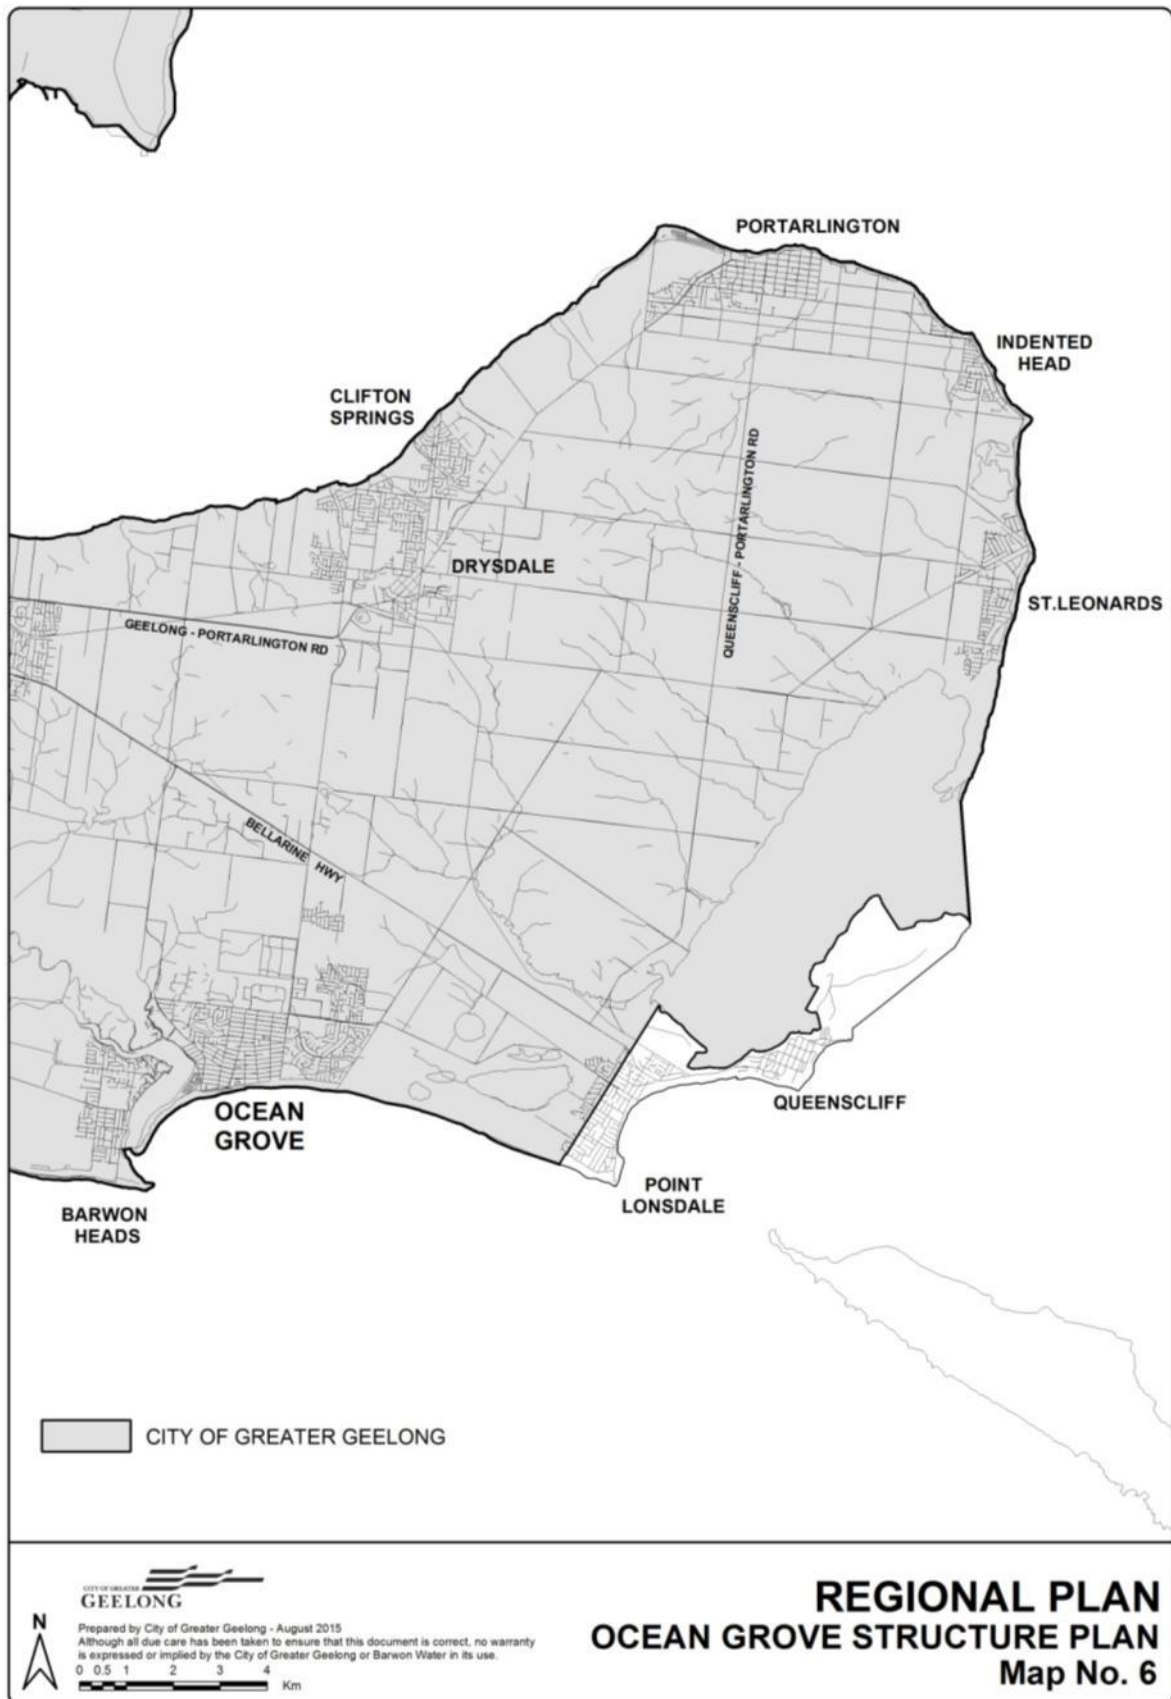 PORTARLINGTON
INDENTED
HEAD
CLIFTON
SPRINGS
QUEENSCLIFF - PORTARLINGTON RD
DRYSDALE
ST.LEONARDS
GEELONG - PORTARLINGTON RD
BELLARINE HWY
OCEAN
GROVE
QUEENSCLIFF
POINT
LONSDALE
BARWON
HEADS
CITY OF GREATER GEELONG
CITY OF GREATER
GEELONG
N
Prepared by City of Greater Geelong - August 2015
Although all due care has been taken to ensure that this document is correct, no warranty
is expressed or implied by the City of Greater Geelong or Barwon Water in its use.
0 0.5 1 2 3 4
Km
REGIONAL PLAN
OCEAN GROVE STRUCTURE PLAN
Map No. 6